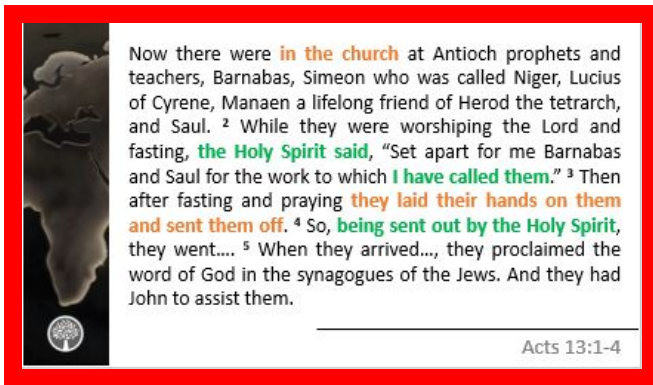 Now there were in the church at Antioch prophets and
teachers, Barnabas, Simeon who was called Niger, Lucius
of Cyrene, Manaen a lifelong friend of Herod the tetrarch,
and Saul. ² While they were worshiping the Lord and
fasting, the Holy Spirit said, “Set apart for me Barnabas
and Saul for the work to which I have called them.” ³ Then
after fasting and praying they laid their hands on them
and sent them off. ⁴ So, being sent out by the Holy Spirit,
they went.... ⁵ When they arrived..., they proclaimed the
word of God in the synagogues of the Jews. And they had
John to assist them.
Acts 13:1-4